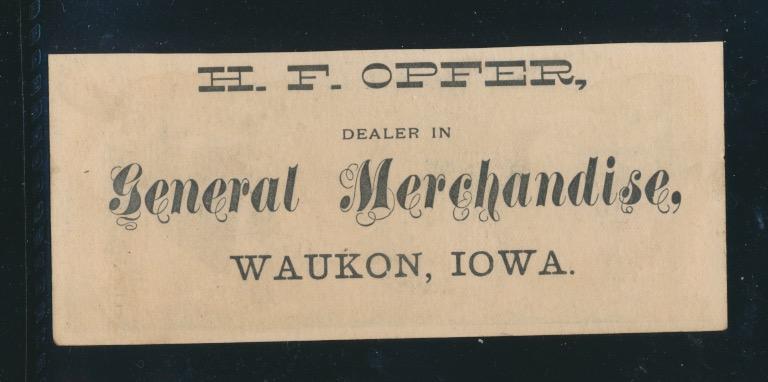 H. F. OPFER,
DEALER IN
General Merchandise,
WAUKON, IOWA.